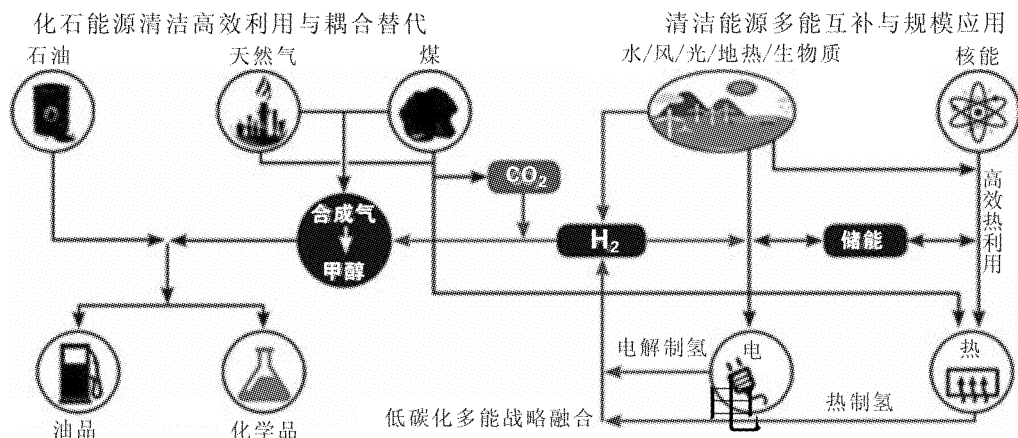 化石能源清洁高效利用与耦合替代
清洁能源多能互补与规模应用
石油
天然气
煤
水/风/光/地热/生物质
核能
CO₂
高效热利用
合成气
甲醇
H₂
储能
电解制氢
电
热
热制氢
低碳化多能战略融合
油品
化学品